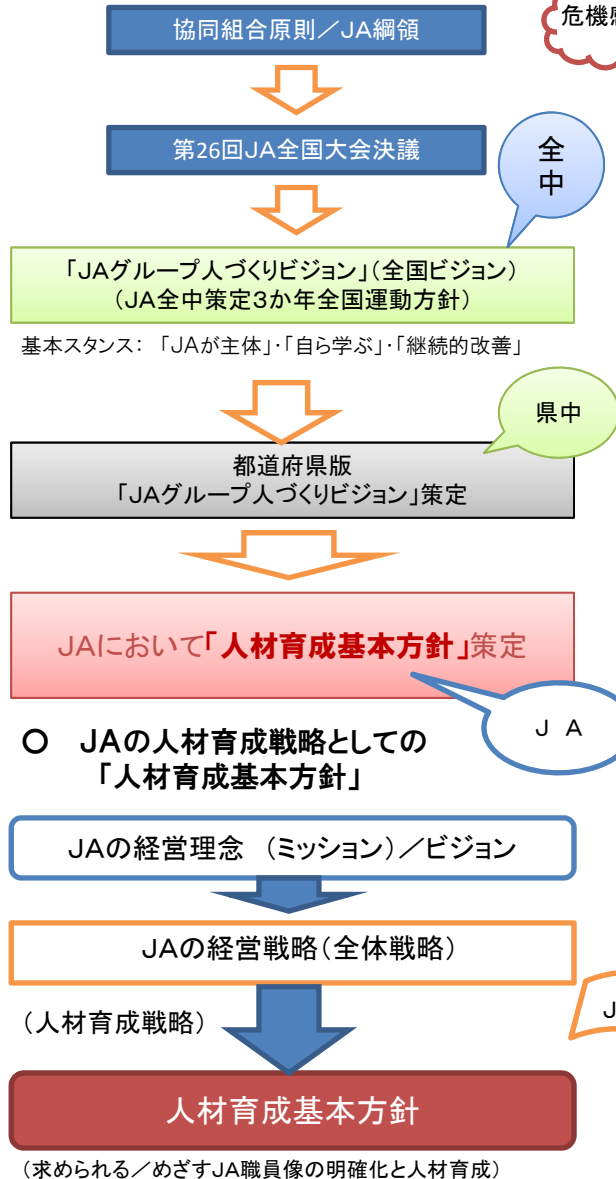 協同組合原則／JA綱領
危機
第26回JA全国大会決議
全
中
「JAグループ人づくりビジョン」(全国ビジョン)
(JA全中策定3か年全国運動方針)
基本スタンス： 「JAが主体」・「自ら学ぶ」・「継続的改善」
県中
都道府県版
「JAグループ人づくりビジョン」策定
JAにおいて「人材育成基本方針」策定
J A
○ JAの人材育成戦略としての
「人材育成基本方針」
JAの経営理念 （ミッション）／ビジョン
JAの経営戦略(全体戦略)
(人材育成戦略)
J
人材育成基本方針
(求められる／めざすJA職員像の明確化と人材育成)